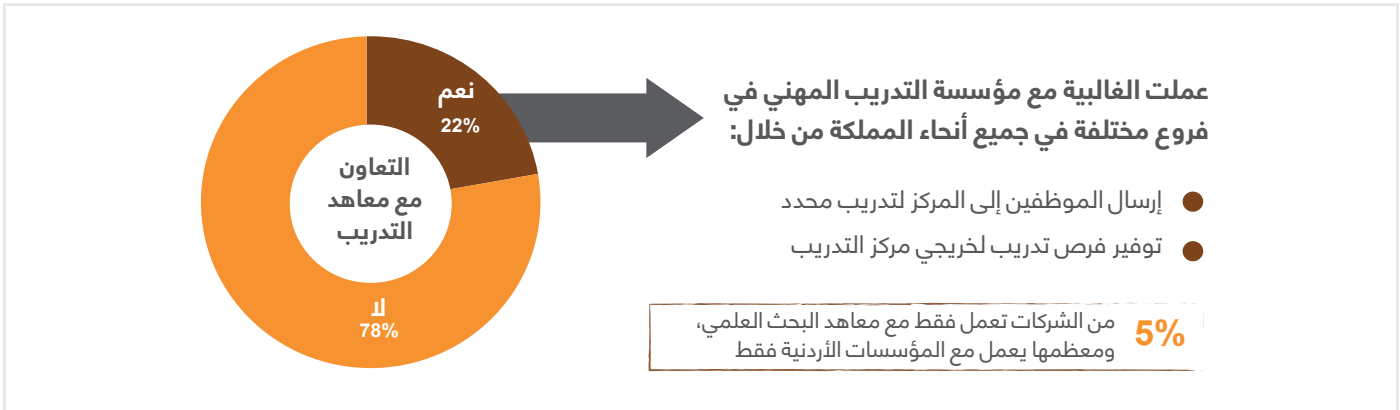 عملت الغالبية مع مؤسسة التدريب المهني في
فروع مختلفة في جميع أنحاء المملكة من خلال:
إرسال الموظفين إلى المركز لتدريب محدد
توفير فرص تدريب لخريجي مركز التدريب
5%
من الشركات تعمل فقط مع معاهد البحث العلمي،
ومعظمها يعمل مع المؤسسات الأردنية فقط
نعم
22%
التعاون
مع معاهد
التدريب
لا
78%